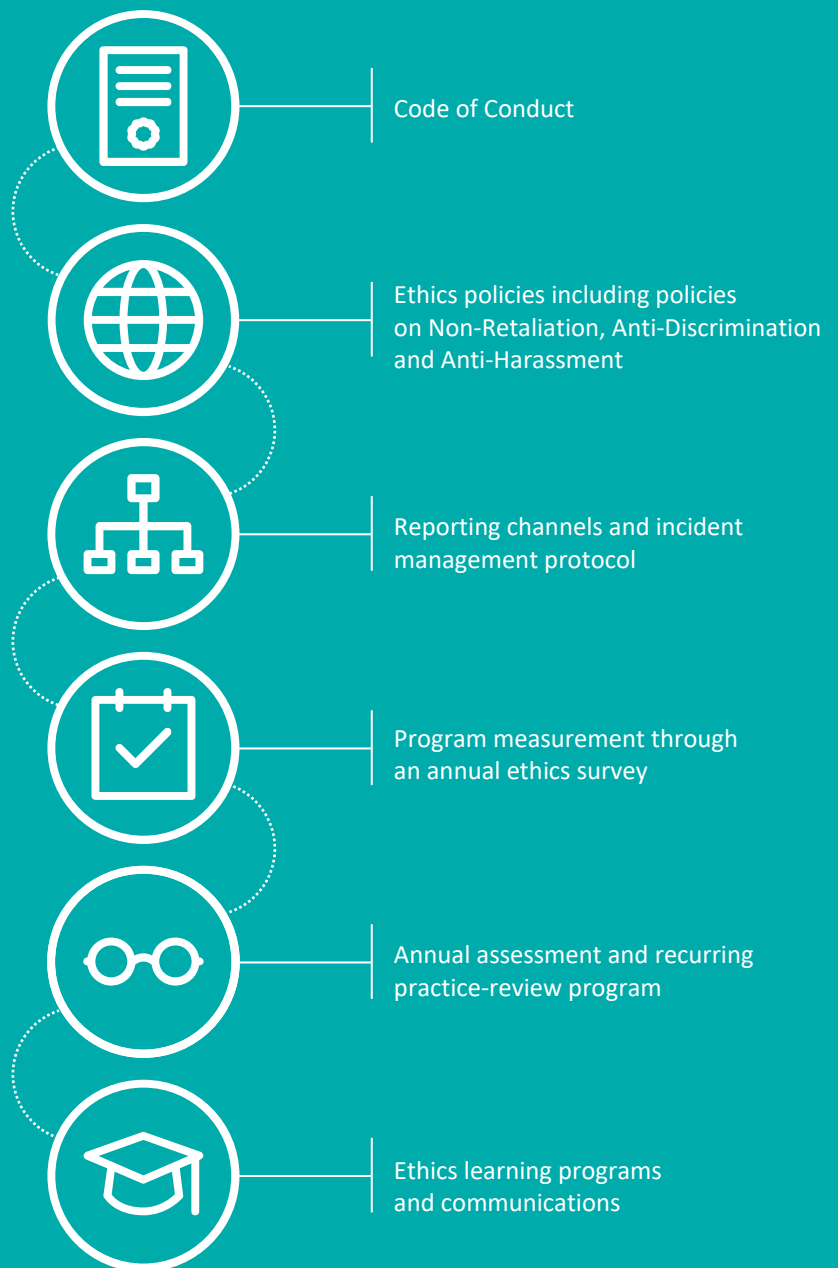 Code of Conduct
Ethics policies including policies
on Non-Retaliation, Anti-Discrimination
and Anti-Harassment
Reporting channels and incident
management protocol
Program measurement through
an annual ethics survey
Annual assessment and recurring
practice-review program
Ethics learning programs
and communications